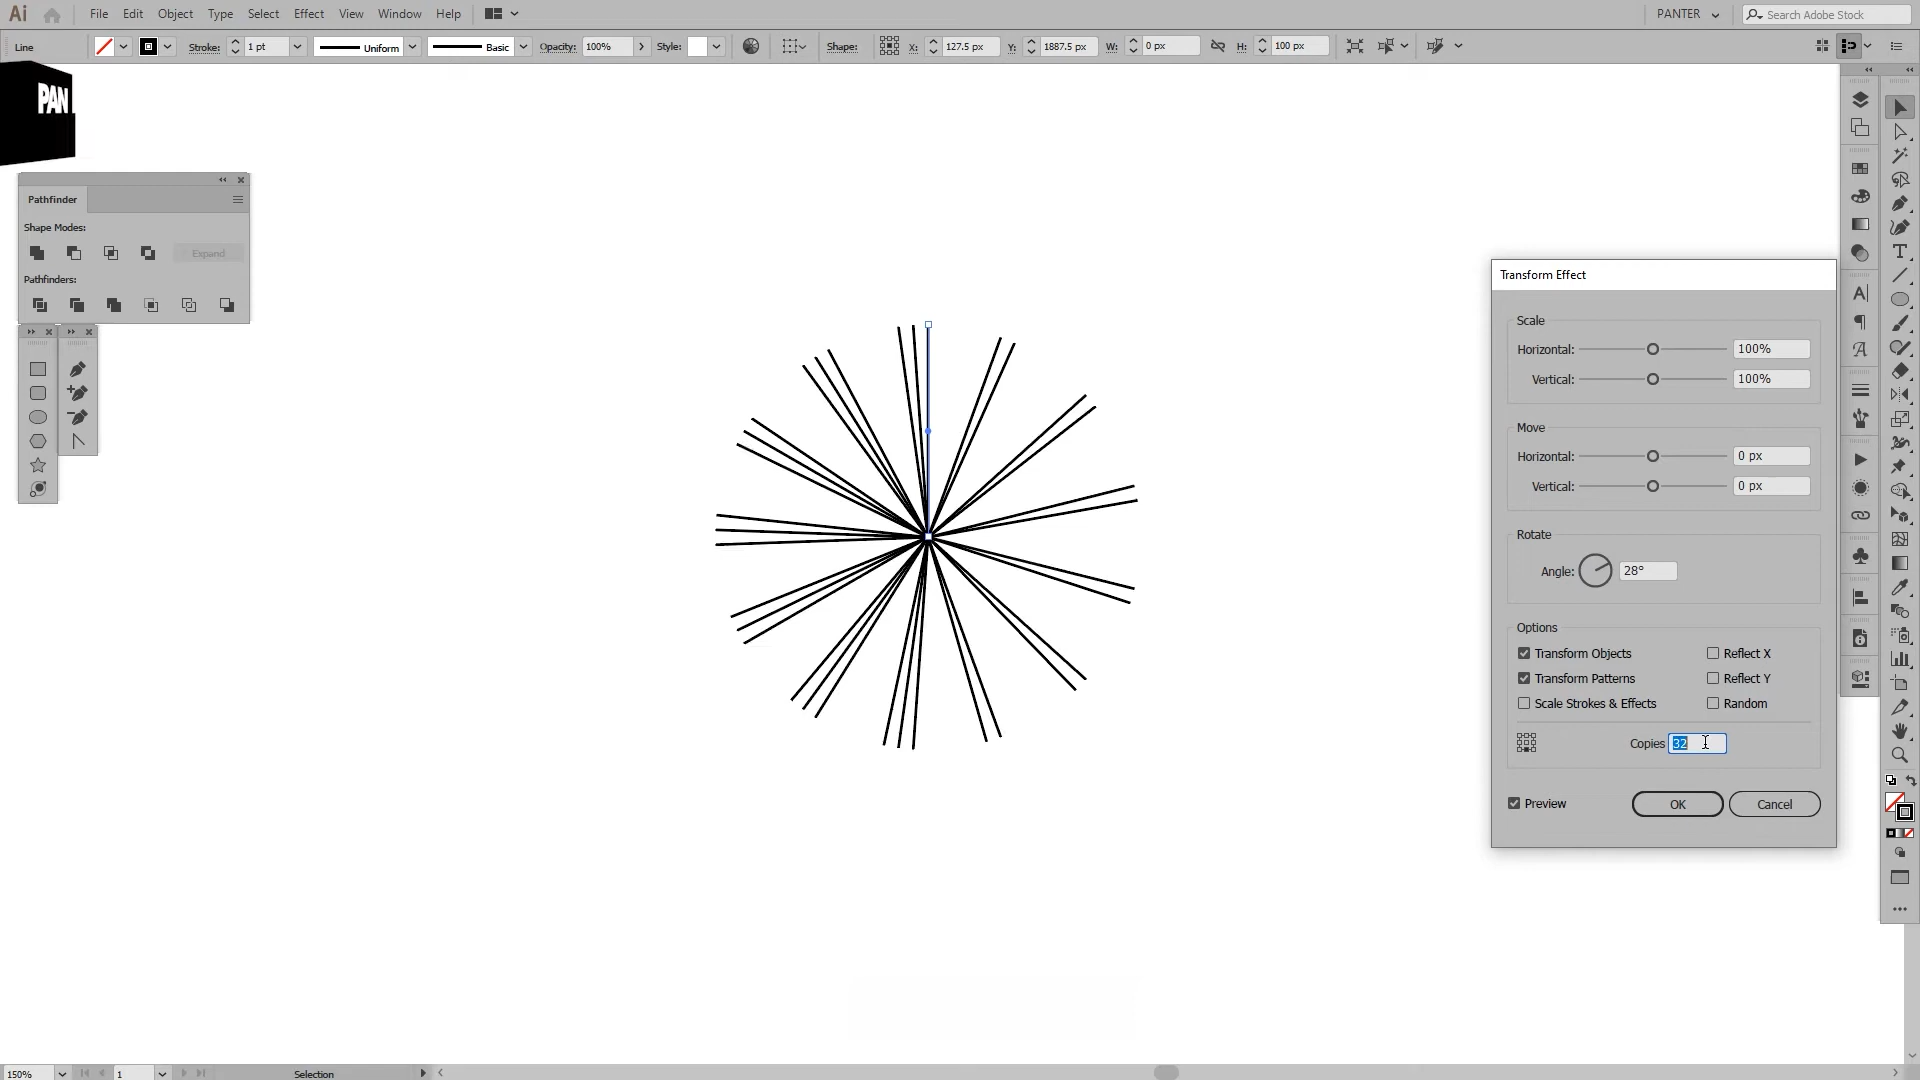 Ai File Edit Object Type Select Effect View Window Help PANTER Search Adobe Stock
Line Stroke: 1 pt Uniform Basic Opacity: 100% Style: Shape: X: 127.5 px Y: 1887.5 px W: 0 px H: 100 px
PAN
Pathfinder
Shape Modes:
Expand
Pathfinders:
Transform Effect
Scale
Horizontal: 100%
Vertical: 100%
Move
Horizontal: 0 px
Vertical: 0 px
Rotate
Angle: 28°
Options
Transform Objects Reflect X
Transform Patterns Reflect Y
Scale Strokes & Effects Random
Copies 32
Preview OK Cancel
150% 1 Selection